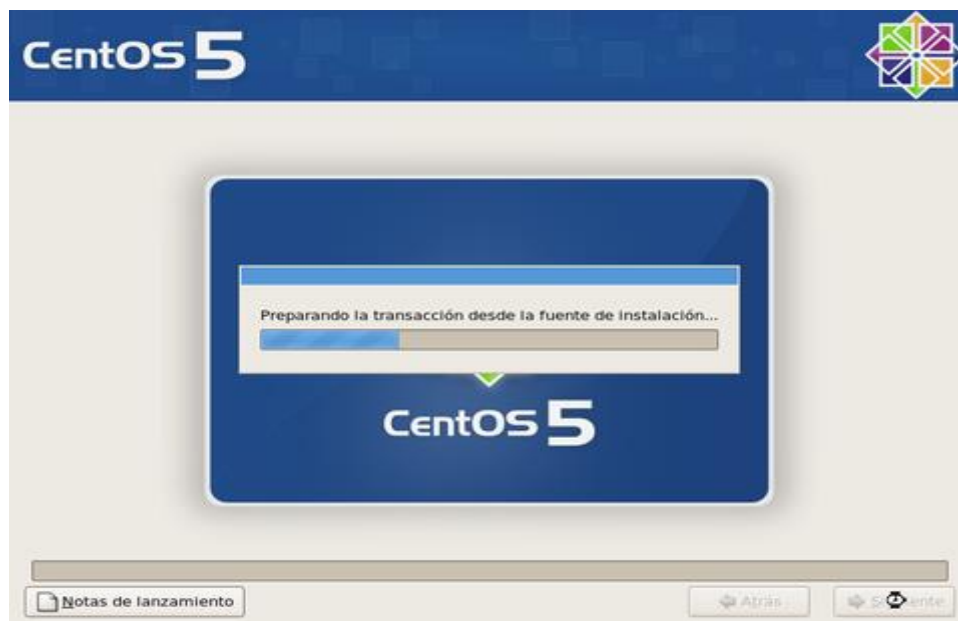 CentOS 5
Preparando la transacción desde la fuente de instalación...
CentOS 5
Notas de lanzamiento
Atrás